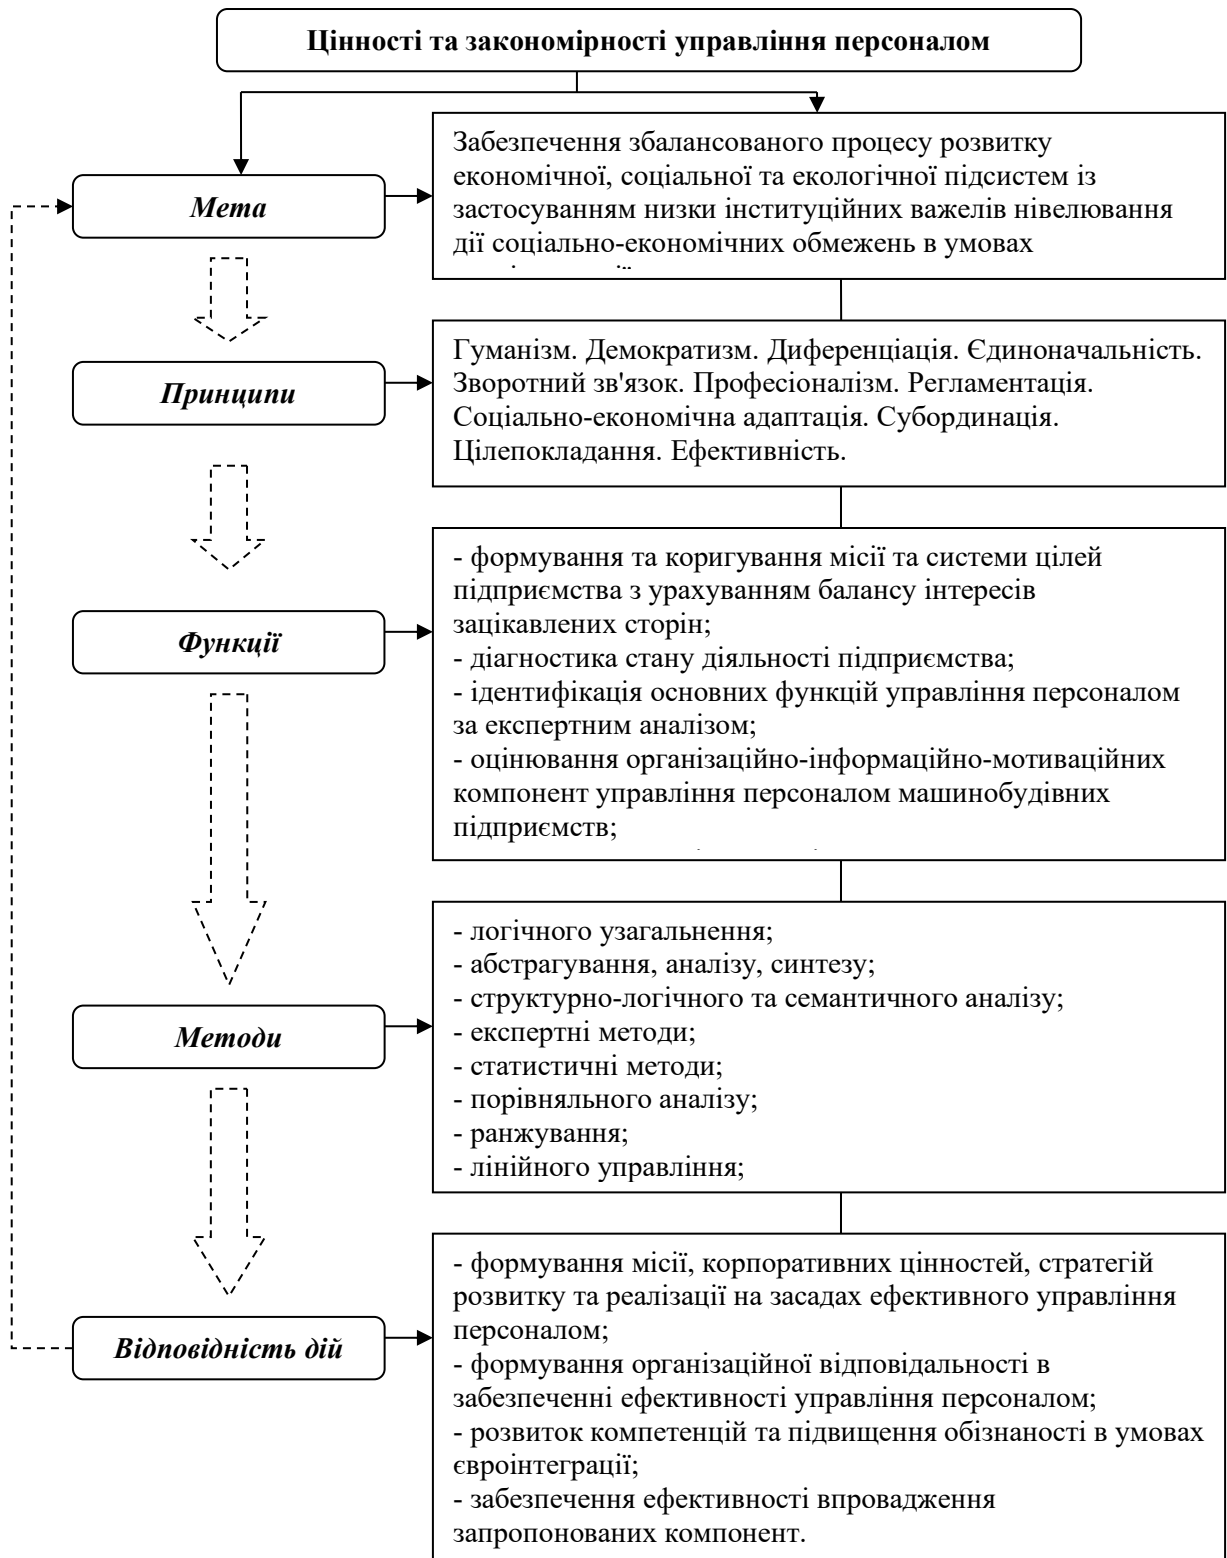 Цінності та закономірності управління персоналом
Мета
Забезпечення збалансованого процесу розвитку
економічної, соціальної та екологічної підсистем із
застосуванням низки інституційних важелів нівелювання
дії соціально-економічних обмежень в умовах
Принципи
Гуманізм. Демократизм. Диференціація. Єдиноначальність.
Зворотний зв'язок. Професіоналізм. Регламентація.
Соціально-економічна адаптація. Субординація.
Цілепокладання. Ефективність.
Функції
- формування та коригування місії та системи цілей
підприємства з урахуванням балансу інтересів
зацікавлених сторін;
- діагностика стану діяльності підприємства;
- ідентифікація основних функцій управління персоналом
за експертним аналізом;
- оцінювання організаційно-інформаційно-мотиваційних
компонент управління персоналом машинобудівних
підприємств;
Методи
- логічного узагальнення;
- абстрагування, аналізу, синтезу;
- структурно-логічного та семантичного аналізу;
- експертні методи;
- статистичні методи;
- порівняльного аналізу;
- ранжування;
- лінійного управління;
Відповідність дій
- формування місії, корпоративних цінностей, стратегій
розвитку та реалізації на засадах ефективного управління
персоналом;
- формування організаційної відповідальності в
забезпеченні ефективності управління персоналом;
- розвиток компетенцій та підвищення обізнаності в умовах
євроінтеграції;
- забезпечення ефективності впровадження
запропонованих компонент.